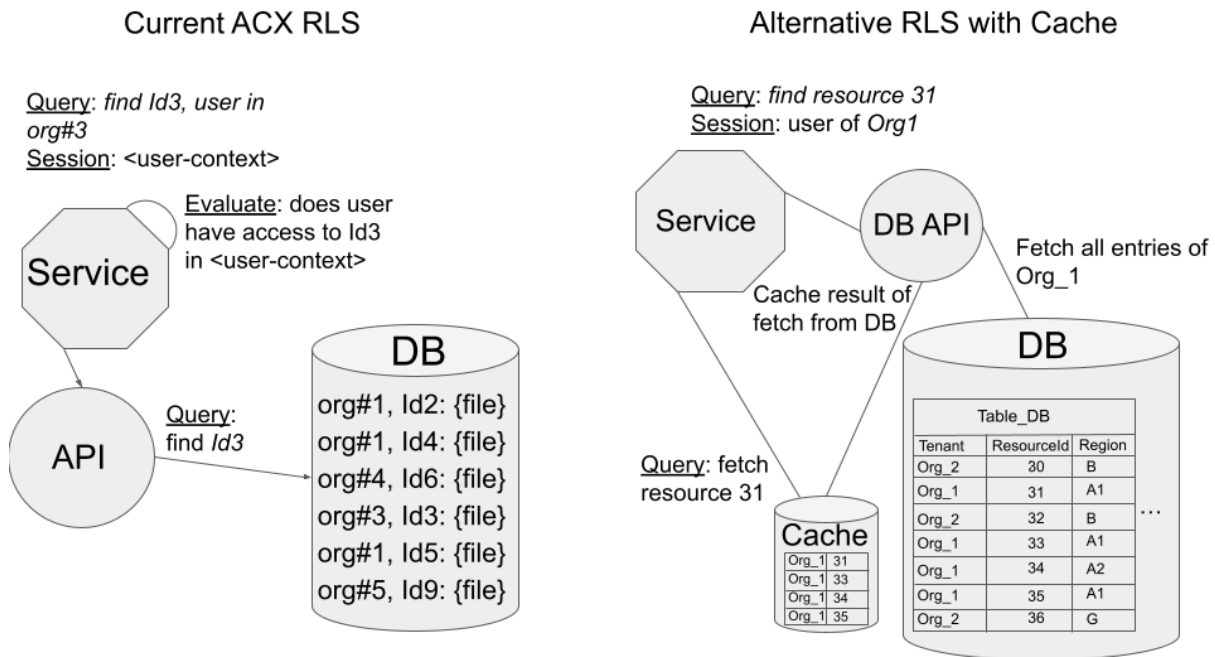 Current ACX RLS
Query: find Id3, user in
org#3
Session: <user-context>
Evaluate: does user
have access to Id3
in <user-context>
Service
API
Query:
find Id3
DB
org#1, Id2: {file}
org#1, Id4: {file}
org#4, Id6: {file}
org#3, Id3: {file}
org#1, Id5: {file}
org#5, Id9: {file}
Alternative RLS with Cache
Query: find resource 31
Session: user of Org1
Service
DB API
Fetch all entries of
Org_1
Cache result of
fetch from DB
Query: fetch
resource 31
Cache
Org_1 31
Org_1 33
Org_1 34
Org_1 35
DB
Table_DB
Tenant ResourceId Region
Org_2 30 B
Org_1 31 A1
Org_2 32 B
Org_1 33 A1
Org_1 34 A2
Org_1 35 A1
Org_2 36 G
...